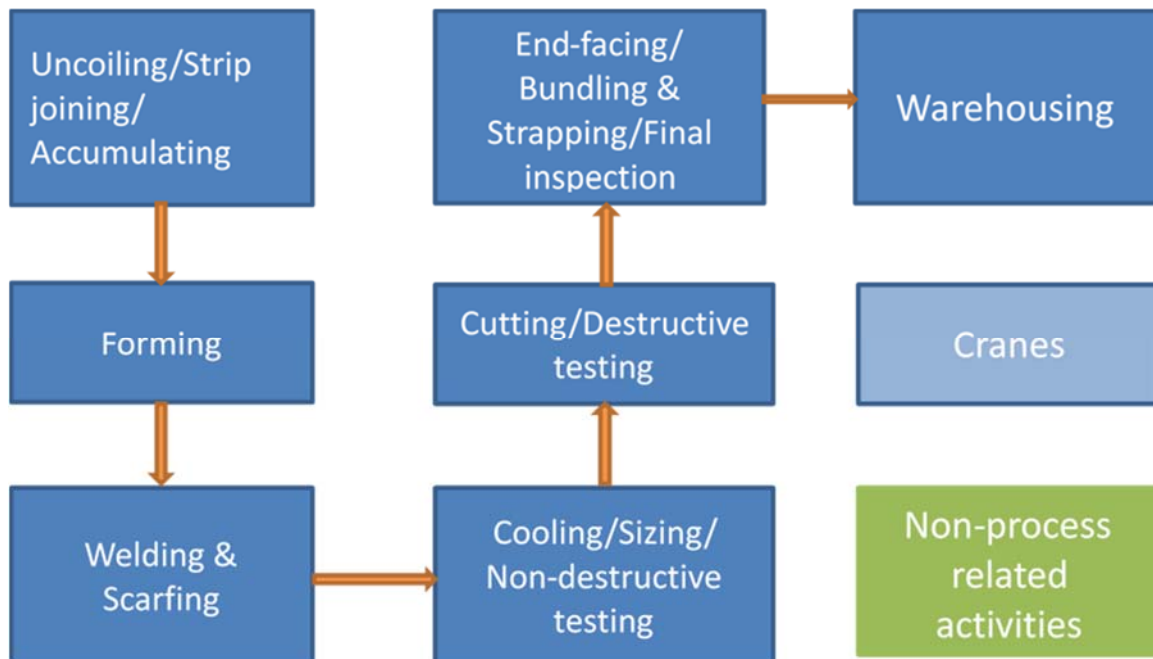 Uncoiling/Strip
joining/
Accumulating
Forming
Welding &
Scarfing
Cooling/Sizing/
Non-destructive
testing
Cutting/Destructive
testing
End-facing/
Bundling &
Strapping/Final
inspection
Warehousing
Cranes
Non-process
related
activities